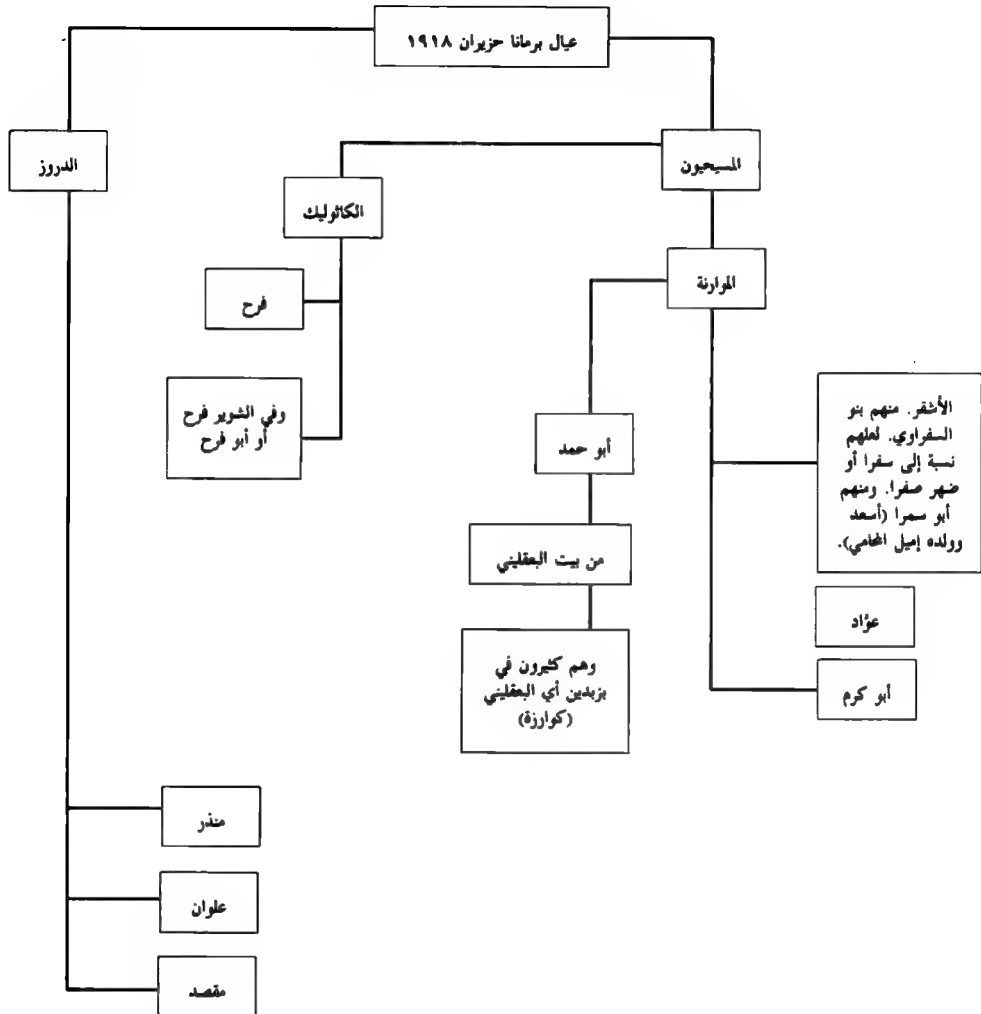 عيال برمانا حزيران ١٩١٨
المسيحيون
الدروز
الكاثوليك
الموارنة
فرح
وفي الشوير فرح
أو أبو فرح
أبو حمد
من بيت البعقليني
وهم كثيرون في
بزبدين أي البعقليني
(كوارزة)
الأشقر. منهم بنو
السفراوي. لعلهم
نسبة إلى سفرا أو
ضهر صفرا. ومنهم
أبو سمرا (أسعد
وولده إميل المحامي).
عوّاد
أبو كرم
منذر
علوان
مقصد